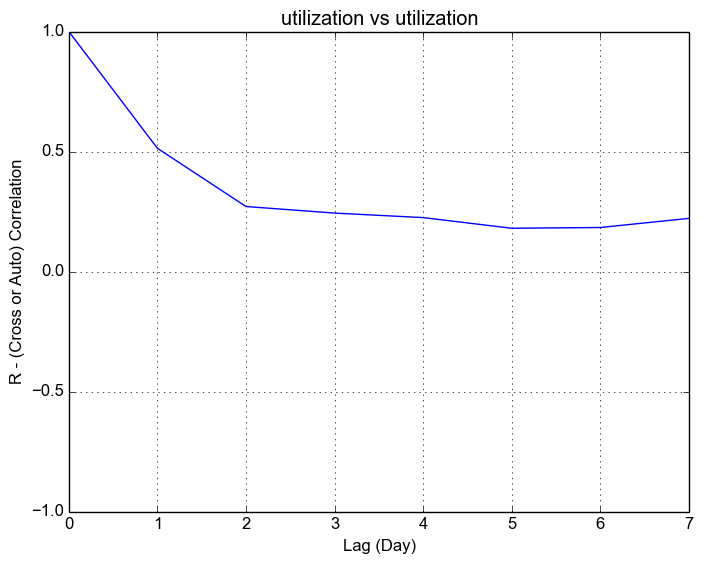 utilization vs utilization
R - (Cross or Auto) Correlation
1.0
0.5
0.0
−0.5
−1.0
0 1 2 3 4 5 6 7
Lag (Day)